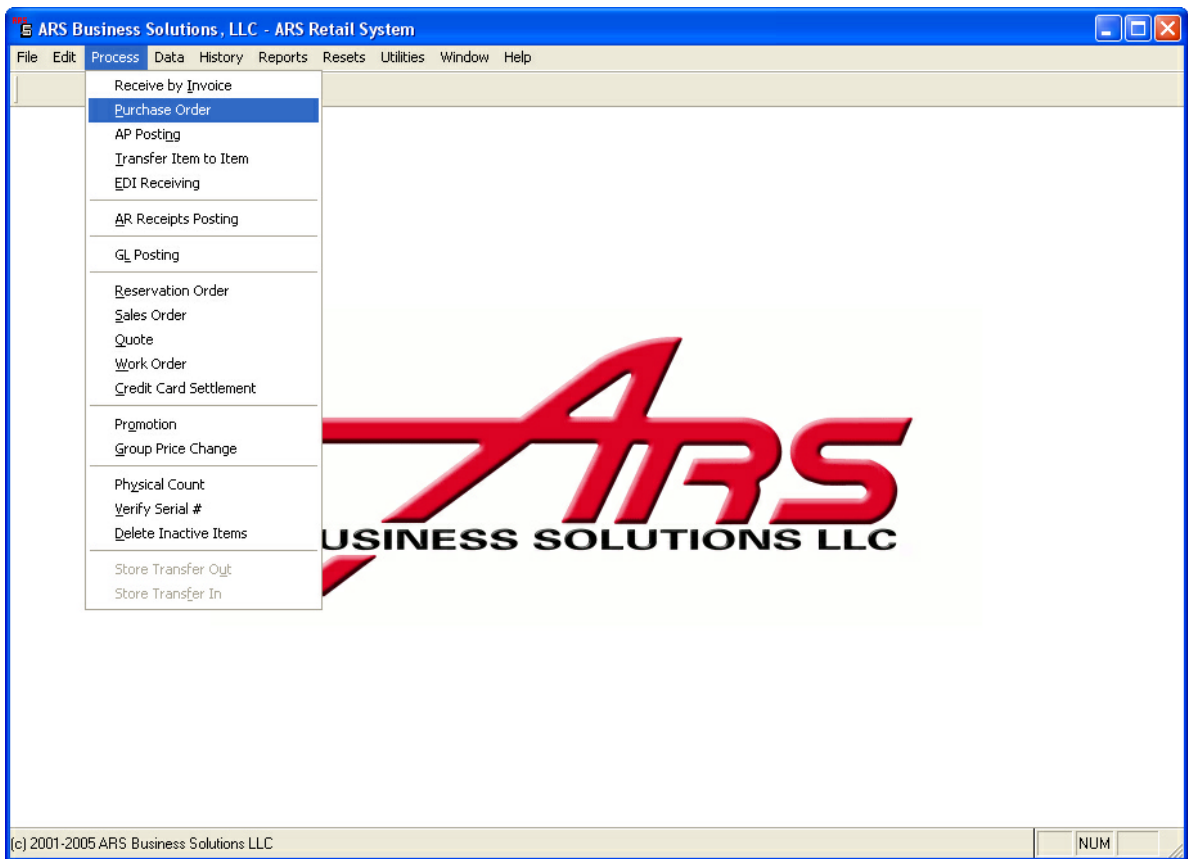 ARS Business Solutions, LLC - ARS Retail System
File Edit Process Data History Reports Resets Utilities Window Help
Receive by Invoice
Purchase Order
AP Posting
Transfer Item to Item
EDI Receiving
AR Receipts Posting
GL Posting
Reservation Order
Sales Order
Quote
Work Order
Credit Card Settlement
Promotion
Group Price Change
Physical Count
Verify Serial #
Delete Inactive Items
Store Transfer Out
Store Transfer In
ARS
USINESS SOLUTIONS LLC
(c) 2001-2005 ARS Business Solutions LLC
NUM